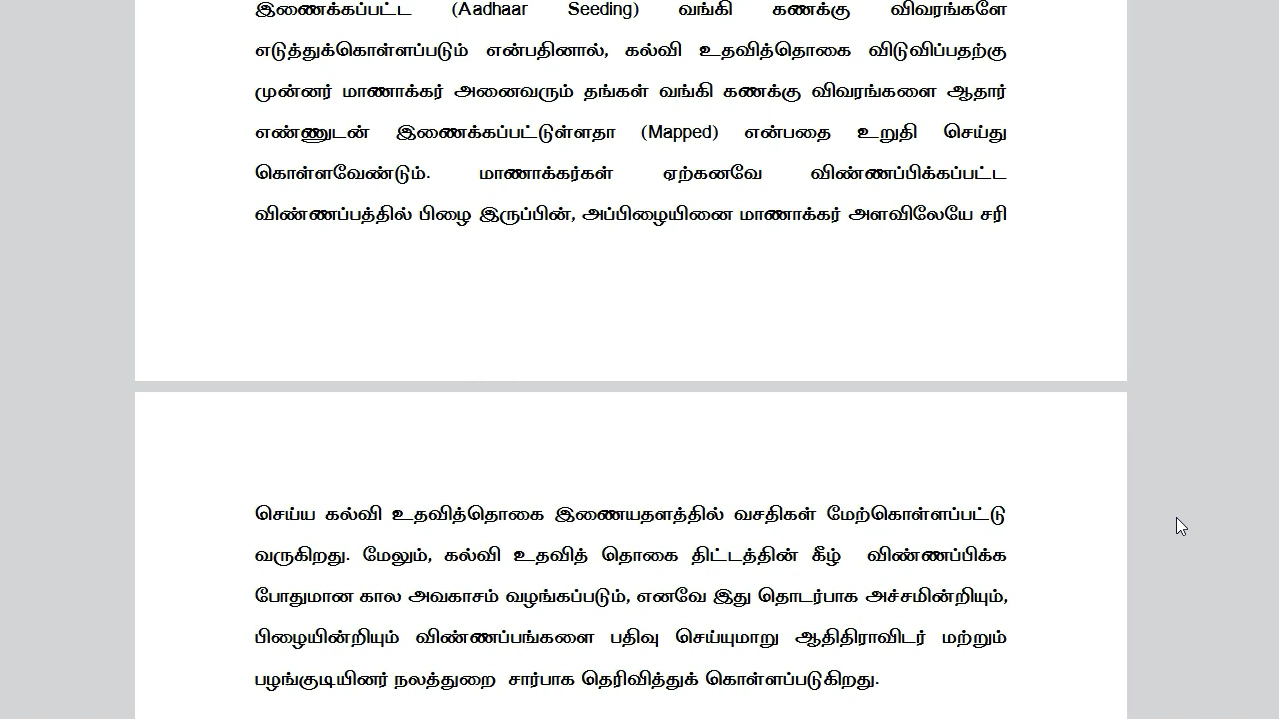 இணைக்கப்பட்ட (Aadhaar Seeding) வங்கி கணக்கு விவரங்களே
எடுத்துக்கொள்ளப்படும் என்பதினால், கல்வி உதவித்தொகை விடுவிப்பதற்கு
முன்னர் மாணாக்கர் அனைவரும் தங்கள் வங்கி கணக்கு விவரங்களை ஆதார்
எண்ணுடன் இணைக்கப்பட்டுள்ளதா (Mapped) என்பதை உறுதி செய்து
கொள்ளவேண்டும். மாணாக்கர்கள் ஏற்கனவே விண்ணப்பிக்கப்பட்ட
விண்ணப்பத்தில் பிழை இருப்பின், அப்பிழையினை மாணாக்கர் அளவிலேயே சரி
செய்ய கல்வி உதவித்தொகை இணையதளத்தில் வசதிகள் மேற்கொள்ளப்பட்டு
வருகிறது. மேலும், கல்வி உதவித் தொகை திட்டத்தின் கீழ் விண்ணப்பிக்க
போதுமான கால அவகாசம் வழங்கப்படும், எனவே இது தொடர்பாக அச்சமின்றியும்,
பிழையின்றியும் விண்ணப்பங்களை பதிவு செய்யுமாறு ஆதிதிராவிடர் மற்றும்
பழங்குடியினர் நலத்துறை சார்பாக தெரிவித்துக் கொள்ளப்படுகிறது.